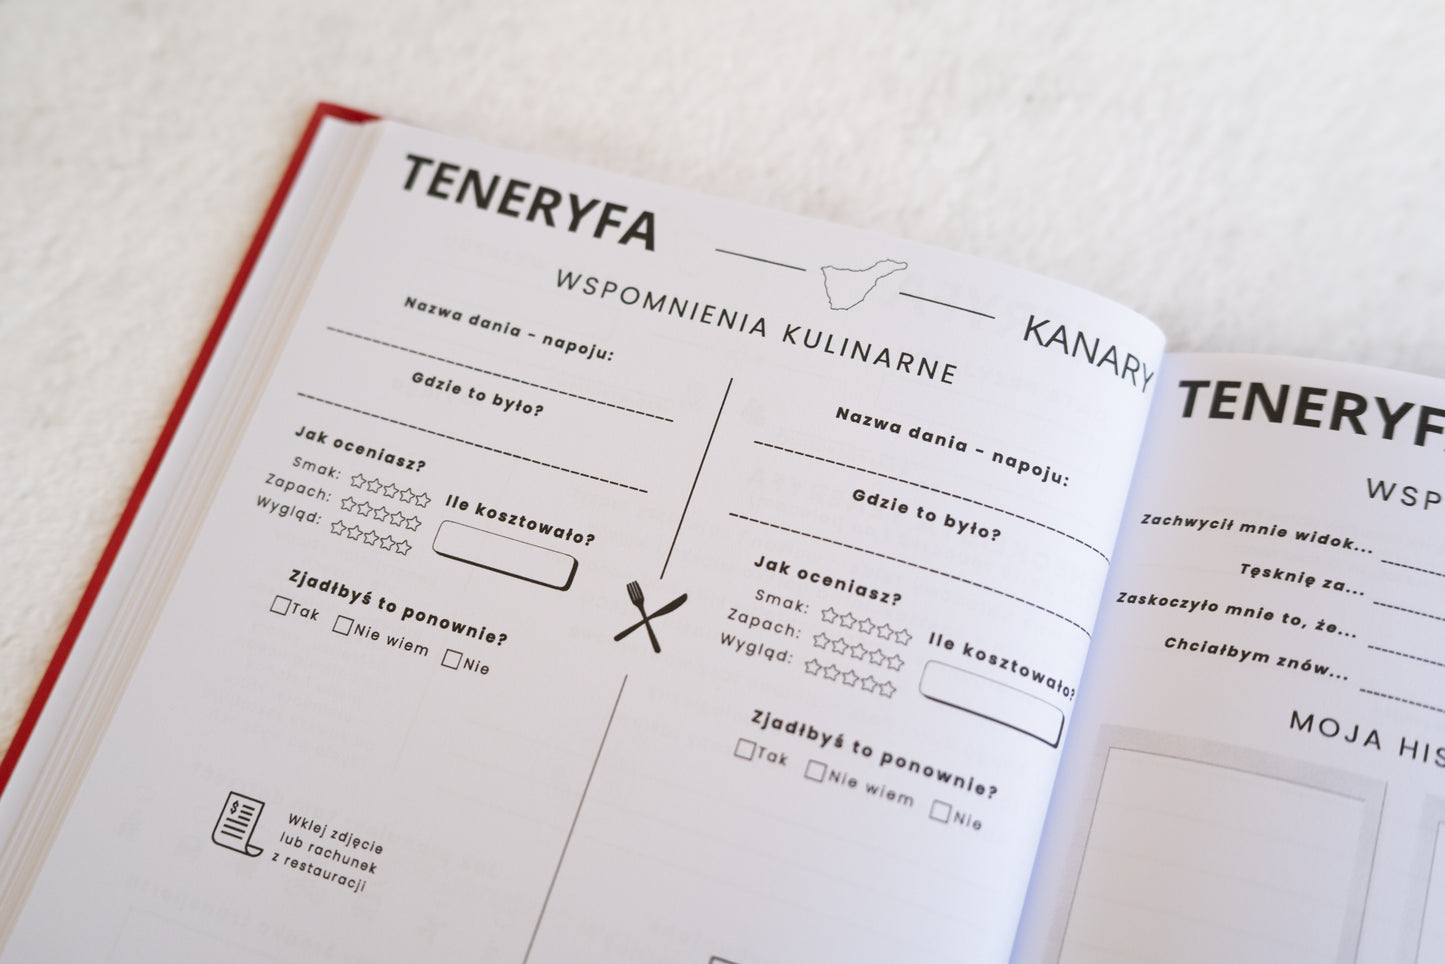 TENERYFA
KANARY
WSPOMNIENIA KULINARNE
Nazwa dania - napoju:
Gdzie to było?
Jak oceniasz?
Smak:
Zapach:
Wygląd:
Ile kosztowało?
Zjadłbyś to ponownie?
Tak Nie wiem Nie
$
Wklej zdjęcie
lub rachunek
z restauracji
Nazwa dania - napoju:
Gdzie to było?
Jak oceniasz?
Smak:
Zapach:
Wygląd:
Ile kosztowało?
Zjadłbyś to ponownie?
Tak Nie wiem Nie
TENERYF
WSP
Zachwycił mnie widok...
Tęsknię za...
Zaskoczyło mnie to, że...
Chciałbym znów...
MOJA HIS